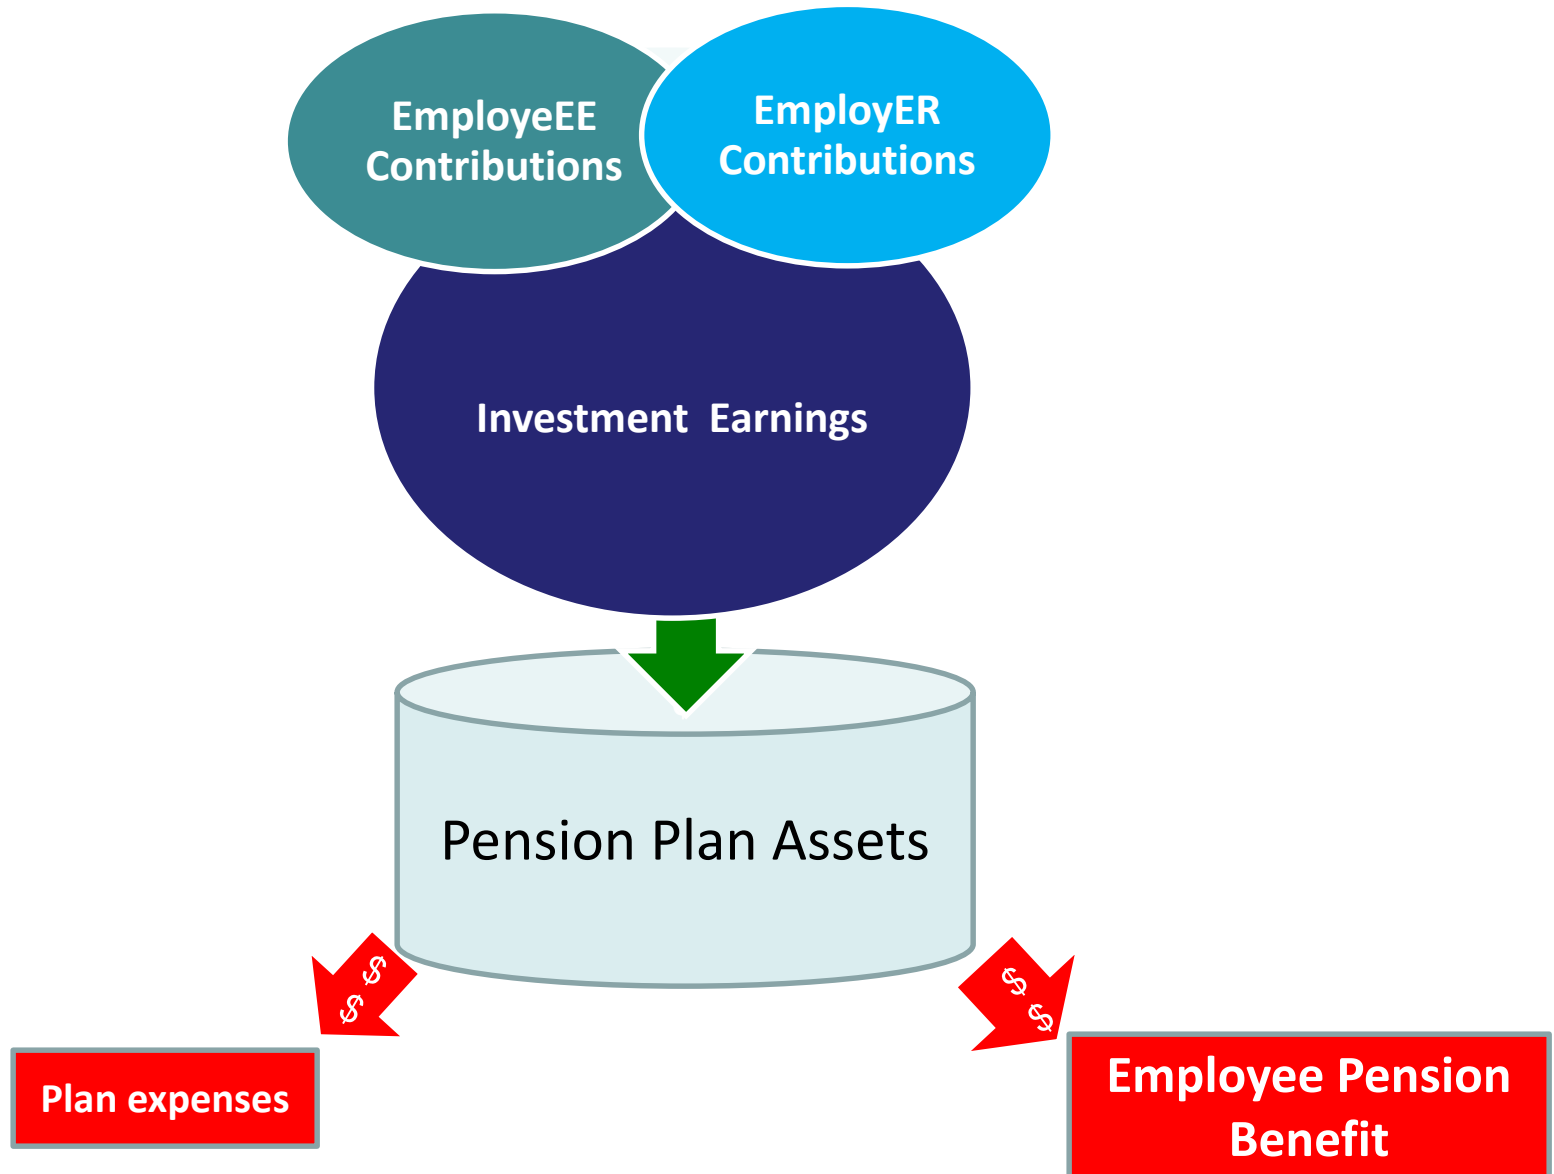 EmployeEE
Contributions
EmployER
Contributions
Investment  Earnings
Pension Plan Assets
$ $
$ $
Plan expenses
Employee Pension
Benefit